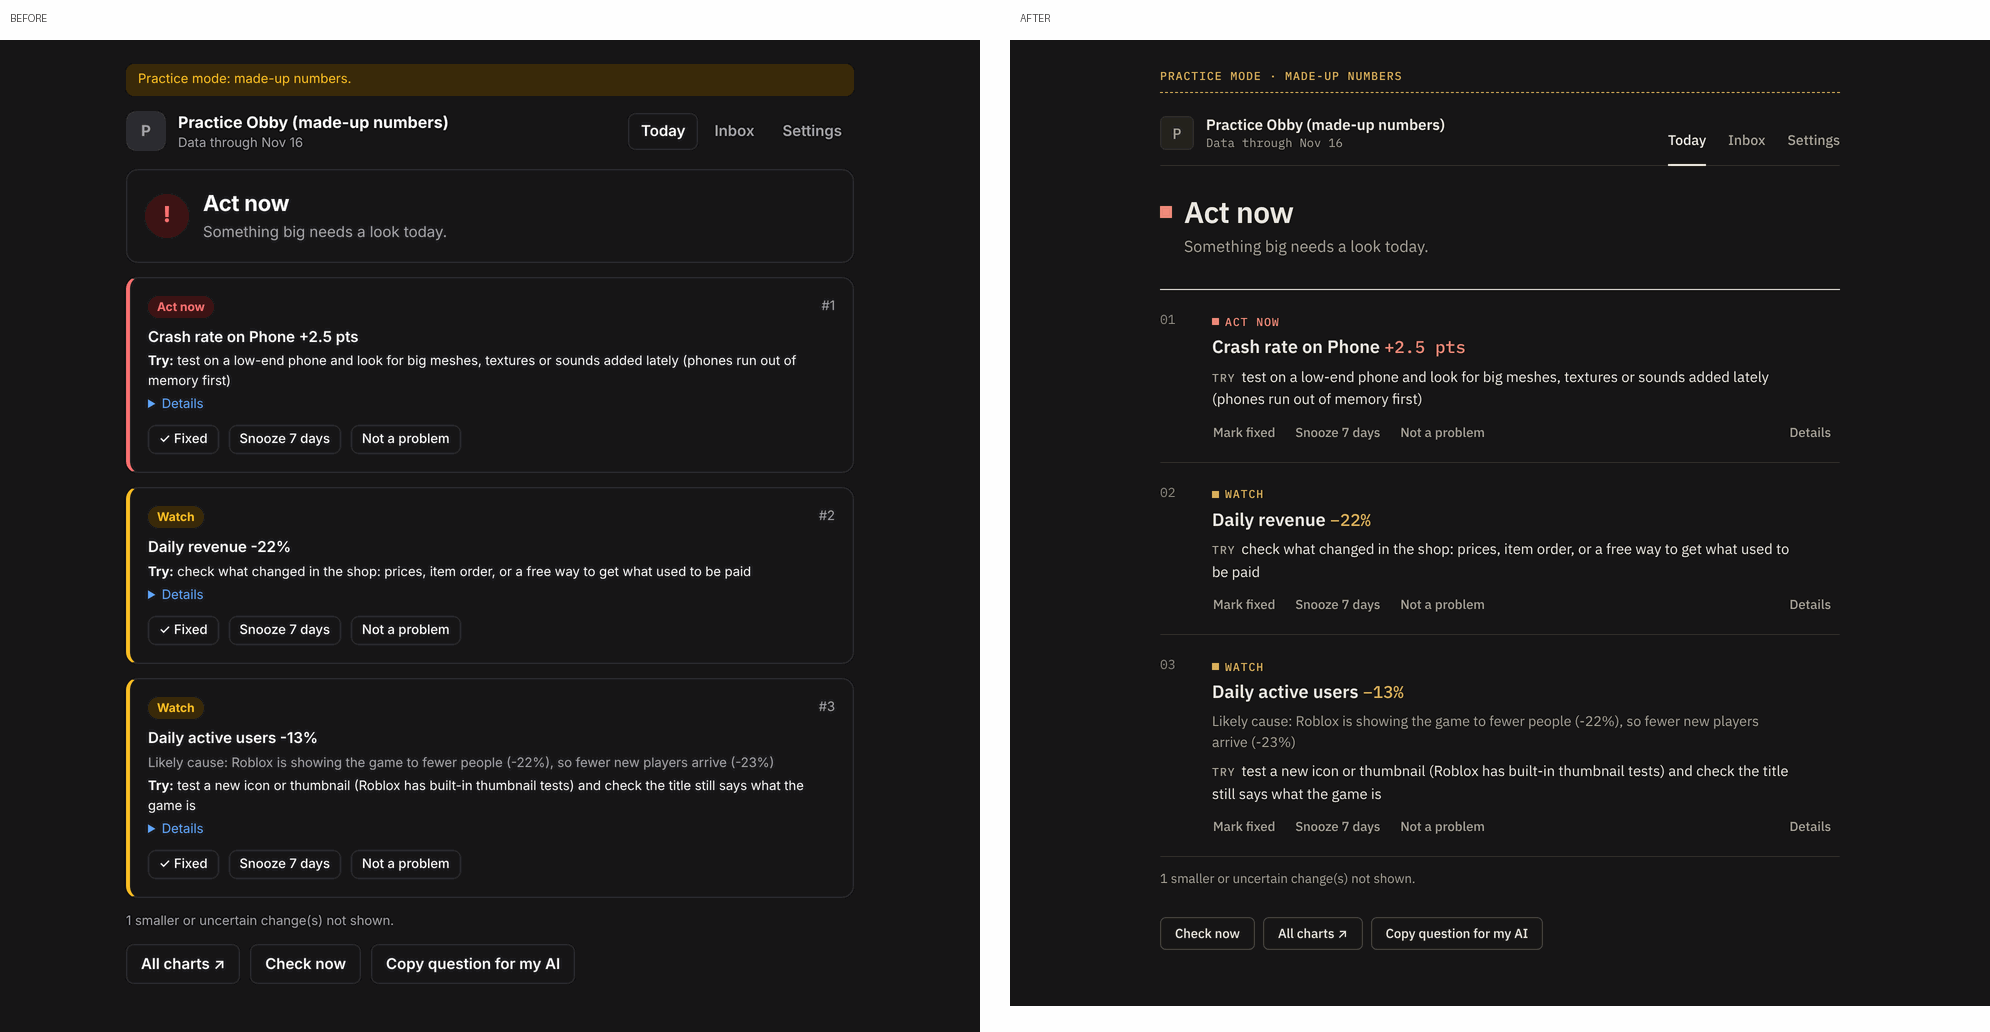 BEFORE
Practice mode: made-up numbers.
P
Practice Obby (made-up numbers)
Data through Nov 16
Today
Inbox
Settings
!
Act now
Something big needs a look today.
Act now
#1
Crash rate on Phone +2.5 pts
Try: test on a low-end phone and look for big meshes, textures or sounds added lately (phones run out of
memory first)
▶ Details
✓ Fixed
Snooze 7 days
Not a problem
Watch
#2
Daily revenue -22%
Try: check what changed in the shop: prices, item order, or a free way to get what used to be paid
▶ Details
✓ Fixed
Snooze 7 days
Not a problem
Watch
#3
Daily active users -13%
Likely cause: Roblox is showing the game to fewer people (-22%), so fewer new players arrive (-23%)
Try: test a new icon or thumbnail (Roblox has built-in thumbnail tests) and check the title still says what the
game is
▶ Details
✓ Fixed
Snooze 7 days
Not a problem
1 smaller or uncertain change(s) not shown.
All charts ↗
Check now
Copy question for my AI
AFTER
PRACTICE MODE · MADE-UP NUMBERS
P
Practice Obby (made-up numbers)
Data through Nov 16
Today
Inbox
Settings
Act now
Something big needs a look today.
01
ACT NOW
Crash rate on Phone +2.5 pts
TRY test on a low-end phone and look for big meshes, textures or sounds added lately
(phones run out of memory first)
Mark fixed
Snooze 7 days
Not a problem
Details
02
WATCH
Daily revenue −22%
TRY check what changed in the shop: prices, item order, or a free way to get what used to
be paid
Mark fixed
Snooze 7 days
Not a problem
Details
03
WATCH
Daily active users −13%
Likely cause: Roblox is showing the game to fewer people (-22%), so fewer new players
arrive (-23%)
TRY test a new icon or thumbnail (Roblox has built-in thumbnail tests) and check the title
still says what the game is
Mark fixed
Snooze 7 days
Not a problem
Details
1 smaller or uncertain change(s) not shown.
Check now
All charts ↗
Copy question for my AI